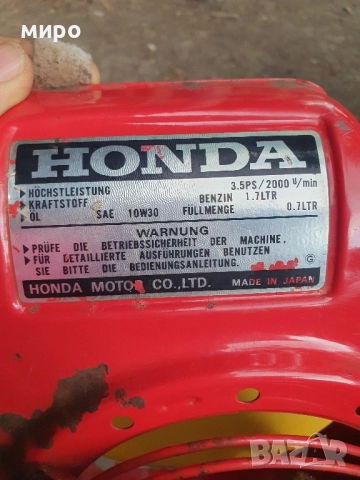 миро
HONDA
▸HÖCHSTLEISTUNG 3.5PS/2000 U/min
▸KRAFTSTOFF BENZIN 1.7LTR
▸ÖL SAE 10W30 FÜLLMENGE 0.7LTR
WARNUNG
▸PRÜFE DIE BETRIEBSSICHERHEIT DER MACHINE.
▸FÜR DETAILLIERTE AUSFÜHRUNGEN BENUTZEN
SIE BITTE DIE BEDIENUNGSANLEITUNG.
G
HONDA MOTOR CO.,LTD. MADE IN JAPAN
BAZAR